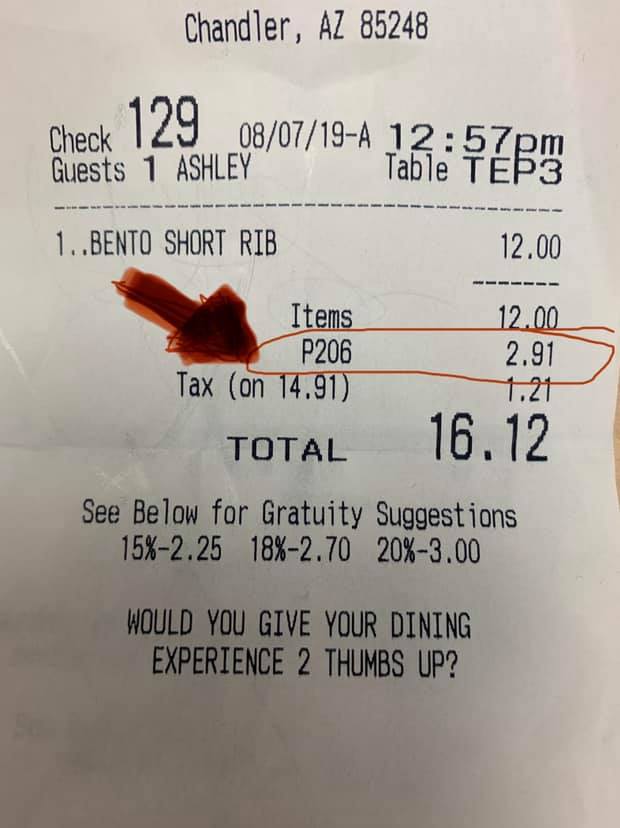 Chandler, AZ 85248
Check 129 08/07/19-A 12:57pm
Guests 1 ASHLEY Table TEP3
1..BENTO SHORT RIB 12.00
Items 12.00
P206 2.91
Tax (on 14.91) 1.21
TOTAL 16.12
See Below for Gratuity Suggestions
15%-2.25 18%-2.70 20%-3.00
WOULD YOU GIVE YOUR DINING
EXPERIENCE 2 THUMBS UP?